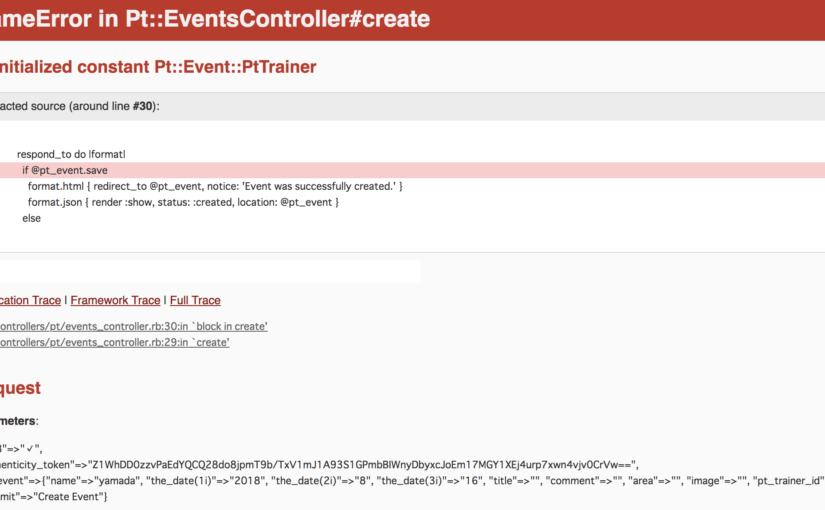 ameError in Pt::EventsController#create
nitialized constant Pt::Event::PtTrainer
acted source (around line #30):
respond_to do |format|
if @pt_event.save
format.html { redirect_to @pt_event, notice: 'Event was successfully created.' }
format.json { render :show, status: :created, location: @pt_event }
else
cation Trace | Framework Trace | Full Trace
ontrollers/pt/events_controller.rb:30:in `block in create'
ontrollers/pt/events_controller.rb:29:in `create'
quest
meters:
8"=>"✓",
nenticity_token"=>"Z1WhDD0zzvPaEdYQCQ28do8jpmT9b/TxV1mJ1A93S1GPmbBIWnyDbyxcJoEm17MGY1XEj4urp7xwn4vjv0CrVw==",
event"=>{"name"=>"yamada", "the_date(1i)"=>"2018", "the_date(2i)"=>"8", "the_date(3i)"=>"16", "title"=>"", "comment"=>"", "area"=>"", "image"=>"", "pt_trainer_id"
mit"=>"Create Event"}